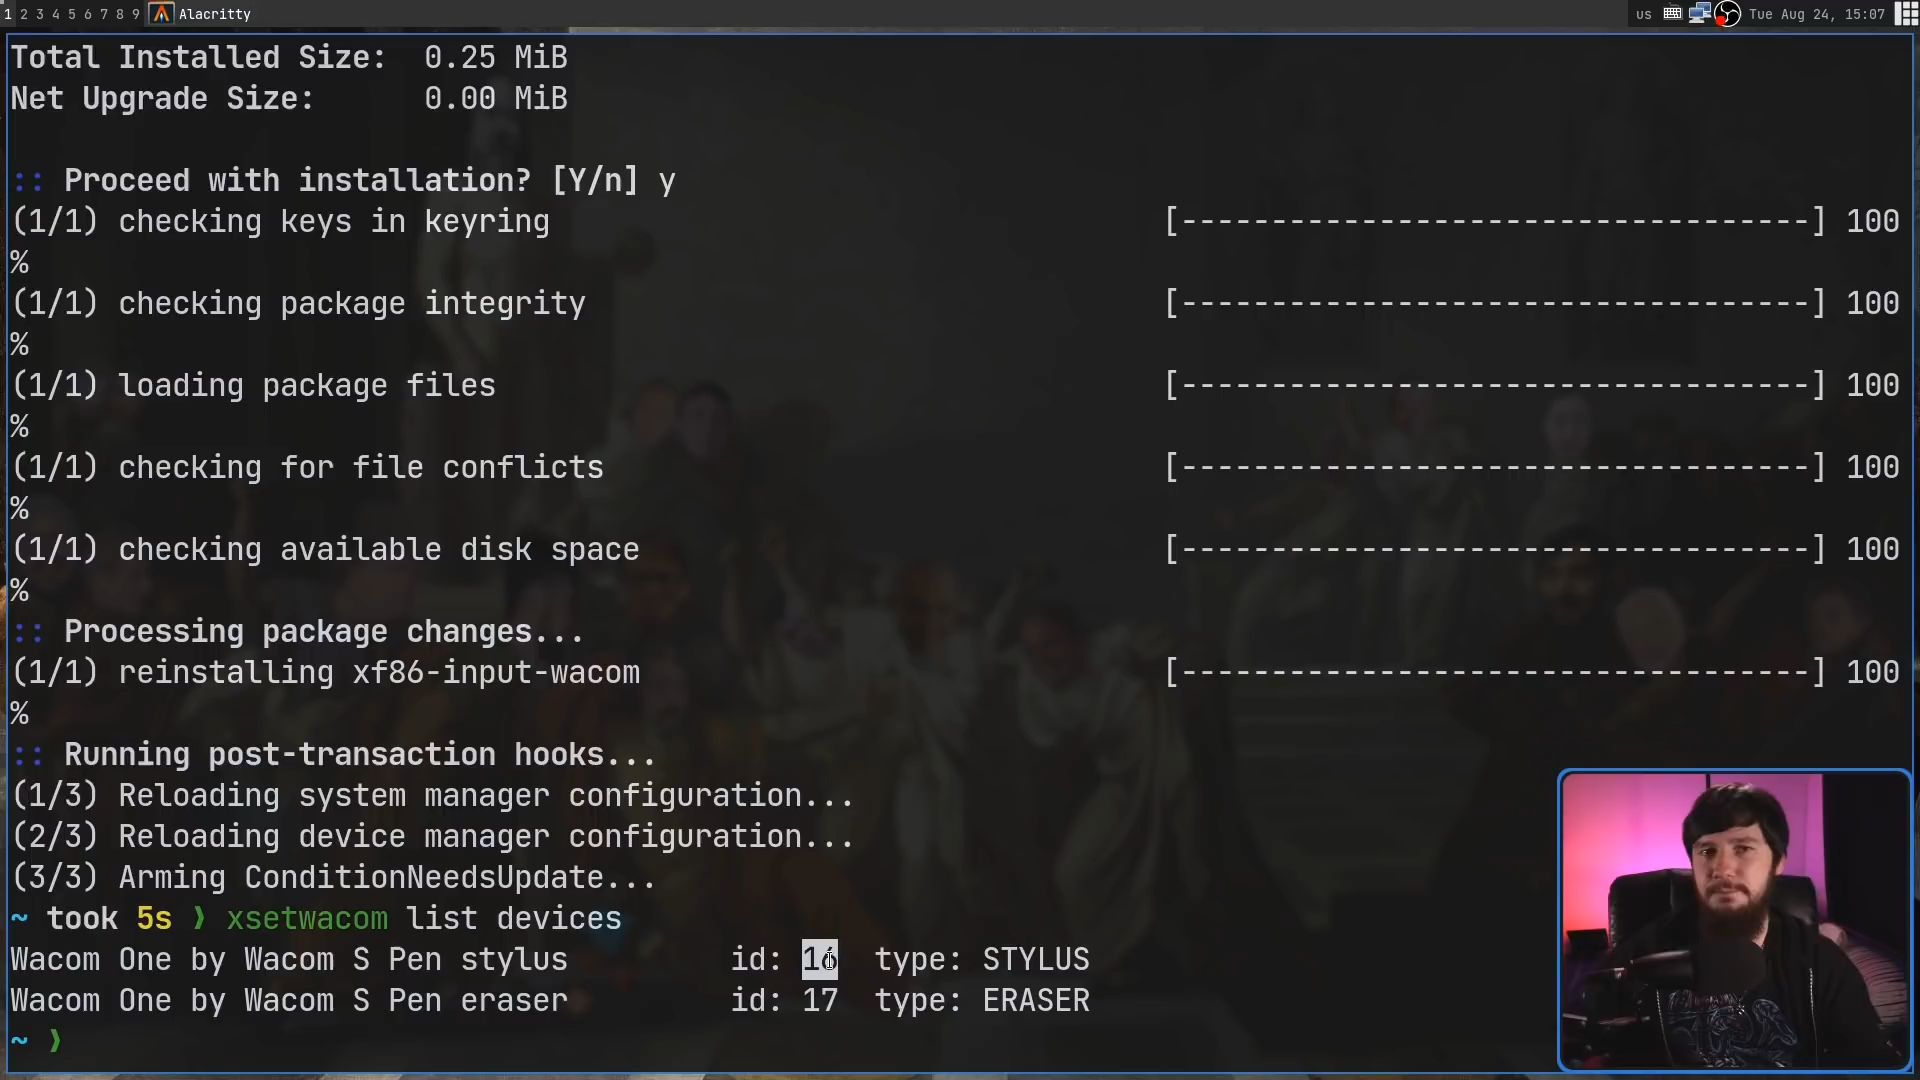 1 2 3 4 5 6 7 8 9 Alacritty us Tue Aug 24, 15:07
Total Installed Size: 0.25 MiB
Net Upgrade Size: 0.00 MiB
:: Proceed with installation? [Y/n] y
(1/1) checking keys in keyring [-----------------------------------] 100
%
(1/1) checking package integrity [-----------------------------------] 100
%
(1/1) loading package files [-----------------------------------] 100
%
(1/1) checking for file conflicts [-----------------------------------] 100
%
(1/1) checking available disk space [-----------------------------------] 100
%
:: Processing package changes...
(1/1) reinstalling xf86-input-wacom [-----------------------------------] 100
%
:: Running post-transaction hooks...
(1/3) Reloading system manager configuration...
(2/3) Reloading device manager configuration...
(3/3) Arming ConditionNeedsUpdate...
~ took 5s ❯ xsetwacom list devices
Wacom One by Wacom S Pen stylus id: 16 type: STYLUS
Wacom One by Wacom S Pen eraser id: 17 type: ERASER
~ ❯